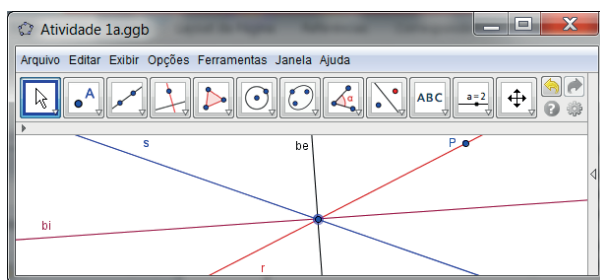 Atividade 1a.ggb
Arquivo Editar Exibir Opções Ferramentas Janela Ajuda
A
α
ABC
a=2
?
s
be
P
bi
r